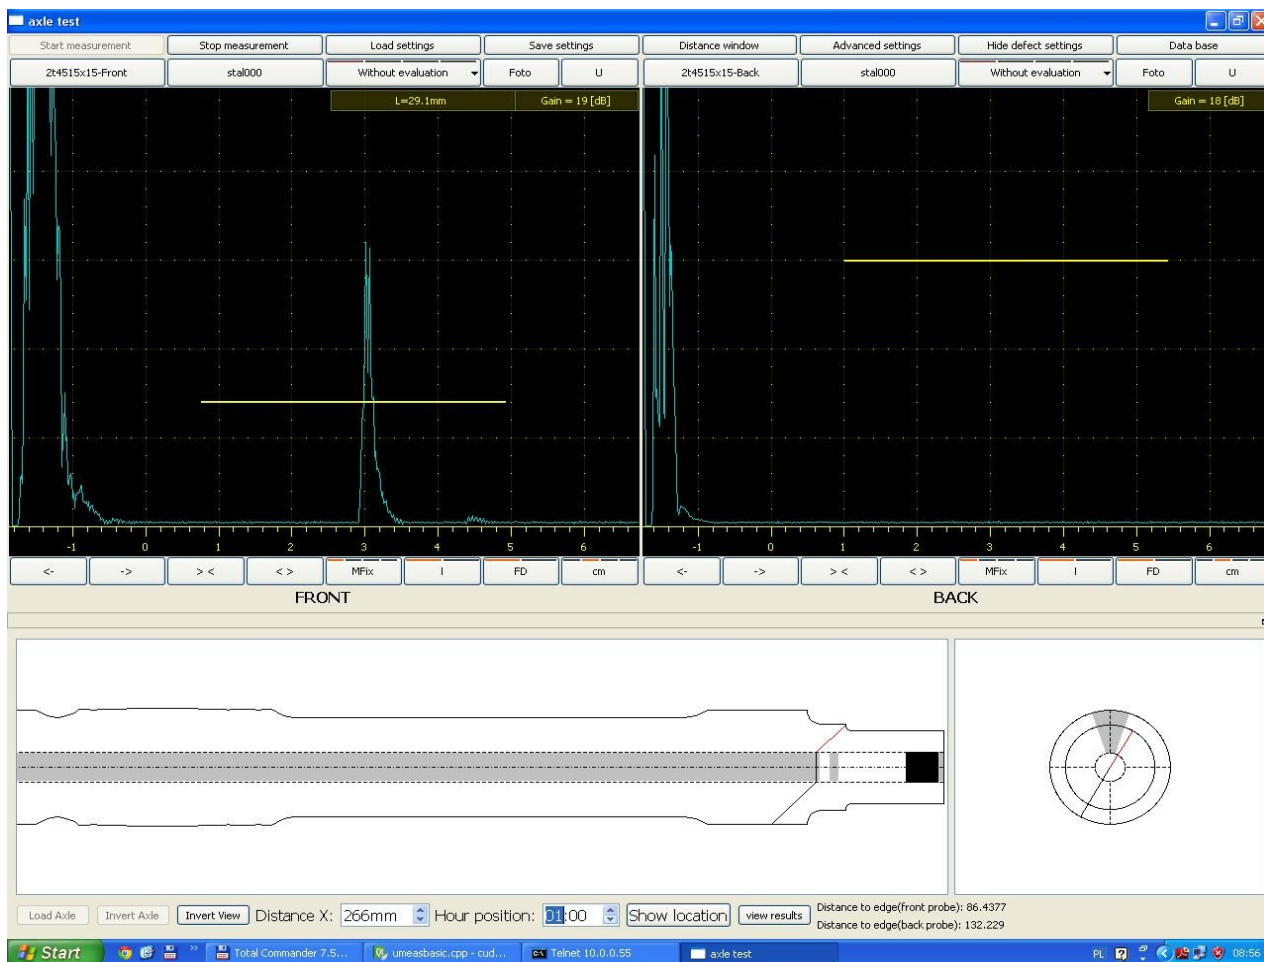 axle test
Start measurement Stop measurement Load settings Save settings Distance window Advanced settings Hide defect settings Data base
2t4515x15-Front stal000 Without evaluation Foto U 2t4515x15-Back stal000 Without evaluation Foto U
L=29.1mm Gain = 19 [dB] Gain = 18 [dB]
-1 0 1 2 3 4 5 6 -1 0 1 2 3 4 5 6
<- -> > < < > MFix I FD cm <- -> > < < > MFix I FD cm
FRONT BACK
Load Axle Invert Axle Invert View Distance X: 266mm Hour position: 01:00 Show location view results
Distance to edge(front probe): 86.4377
Distance to edge(back probe): 132.229
Start » Total Commander 7.5... umeasbasic.cpp - cud... Telnet 10.0.0.55 axle test PL 08:56